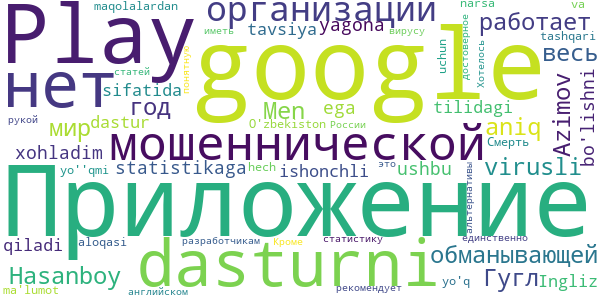 maqolalardan организации narsa va
Play google tavsiya yagona работает
иметь вирусу tashqari
нет статей понятную uchun достоверное Хотелось весь
sifatida год Men ega tilidagi Azimov bo'lishni
рукой мир dastur O'zbekiston России aniq
xohladim мошеннической Смерть
yo''qmi statistikaga hech ishonchli это ushbu альтернативы virusli
Приложение
qiladi aloqasi разработчикам Кроме статистику единственно
Hasanboy dasturni обманывающей
yo'q Гугл Ingliz
ma'lumot английском рекомендует